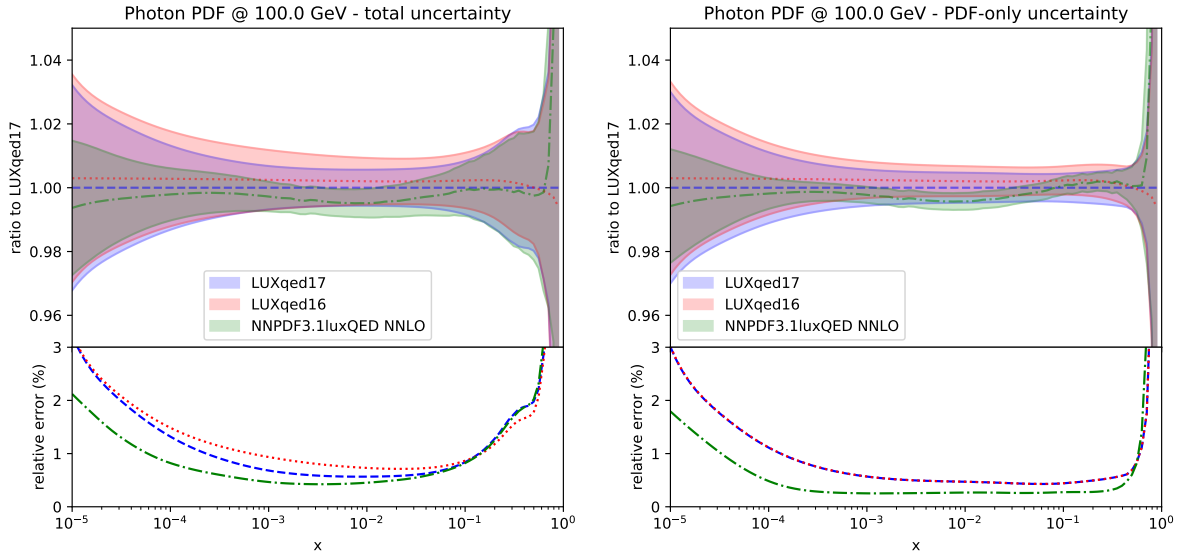 Photon PDF @ 100.0 GeV - total uncertainty
ratio to LUXqed17
1.04
1.02
1.00
0.98
0.96
LUXqed17
LUXqed16
NNPDF3.1luxQED NNLO
relative error (%)
3
2
1
0
10⁻⁵ 10⁻⁴ 10⁻³ 10⁻² 10⁻¹ 10⁰
x
Photon PDF @ 100.0 GeV - PDF-only uncertainty
ratio to LUXqed17
1.04
1.02
1.00
0.98
0.96
LUXqed17
LUXqed16
NNPDF3.1luxQED NNLO
relative error (%)
3
2
1
0
10⁻⁵ 10⁻⁴ 10⁻³ 10⁻² 10⁻¹ 10⁰
x